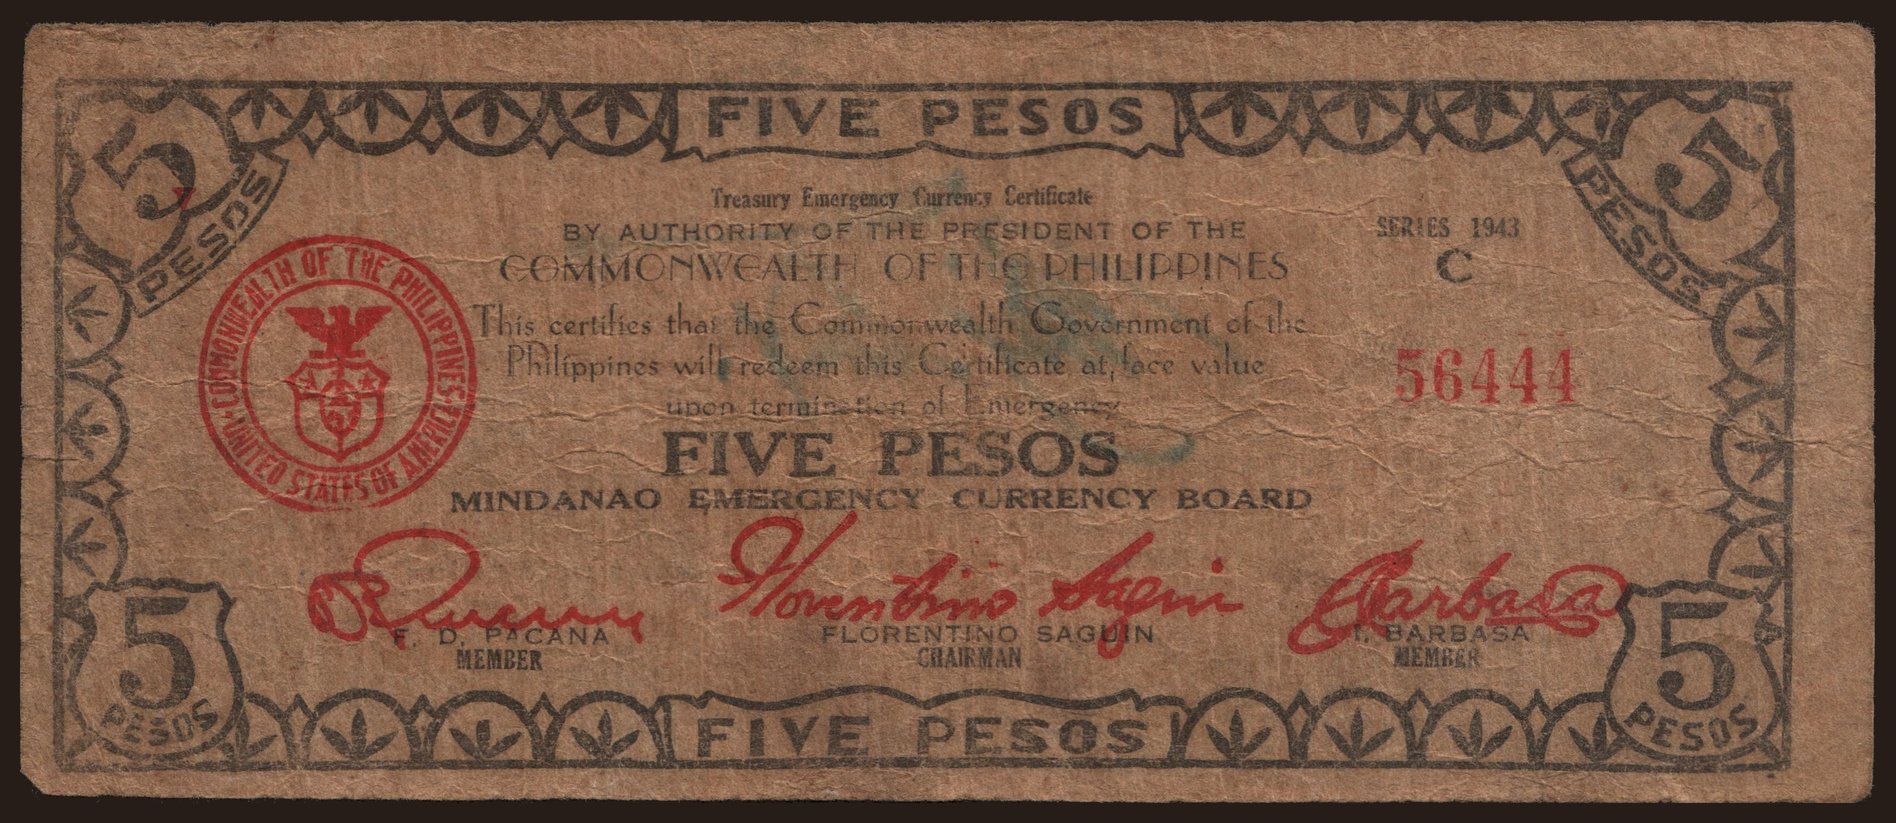 FIVE PESOS
5
PESOS
5
PESOS
Treasury Emergency Currency Certificate
BY AUTHORITY OF THE PRESIDENT OF THE
COMMONWEALTH OF THE PHILIPPINES
SERIES 1943
C
COMMONWEALTH OF THE PHILIPPINES
UNITED STATES OF AMERICA
This certifies that the Commonwealth Government of the
Philippines will redeem this Certificate at face value
upon termination of Emergency
56444
FIVE PESOS
MINDANAO EMERGENCY CURRENCY BOARD
Florentino Saguin
Barbasa
F. D. PACANA
MEMBER
FLORENTINO SAGUIN
CHAIRMAN
T. BARBASA
MEMBER
5
PESOS
FIVE PESOS
5
PESOS